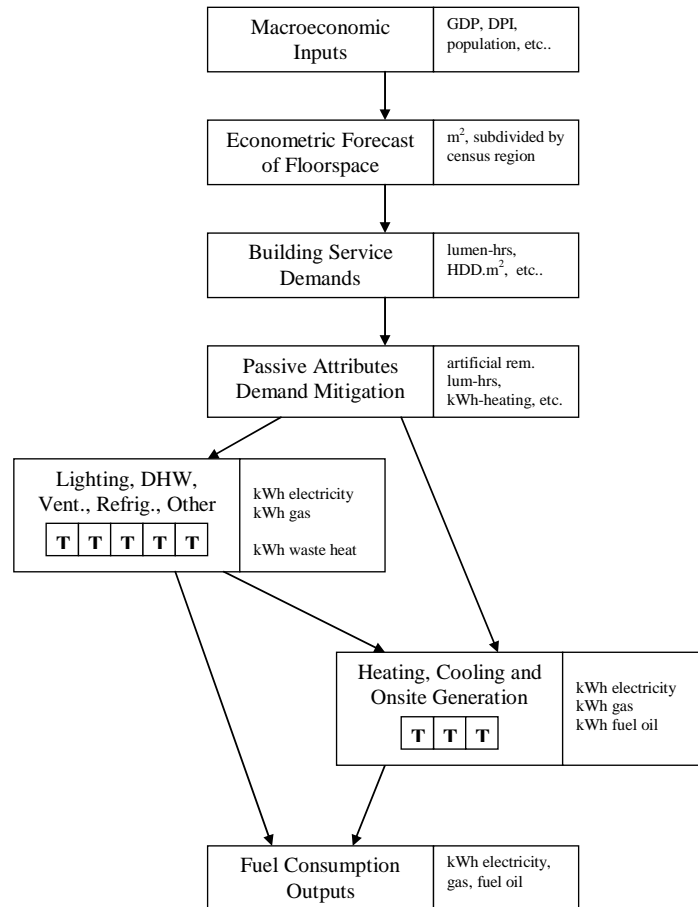 Macroeconomic
Inputs
GDP, DPI,
population, etc..
Econometric Forecast
of Floorspace
m², subdivided by
census region
Building Service
Demands
lumen-hrs,
HDD.m², etc..
Passive Attributes
Demand Mitigation
artificial rem.
lum-hrs,
kWh-heating, etc.
Lighting, DHW,
Vent., Refrig., Other
T T T T T
kWh electricity
kWh gas
kWh waste heat
Heating, Cooling and
Onsite Generation
T T T
kWh electricity
kWh gas
kWh fuel oil
Fuel Consumption
Outputs
kWh electricity,
gas, fuel oil